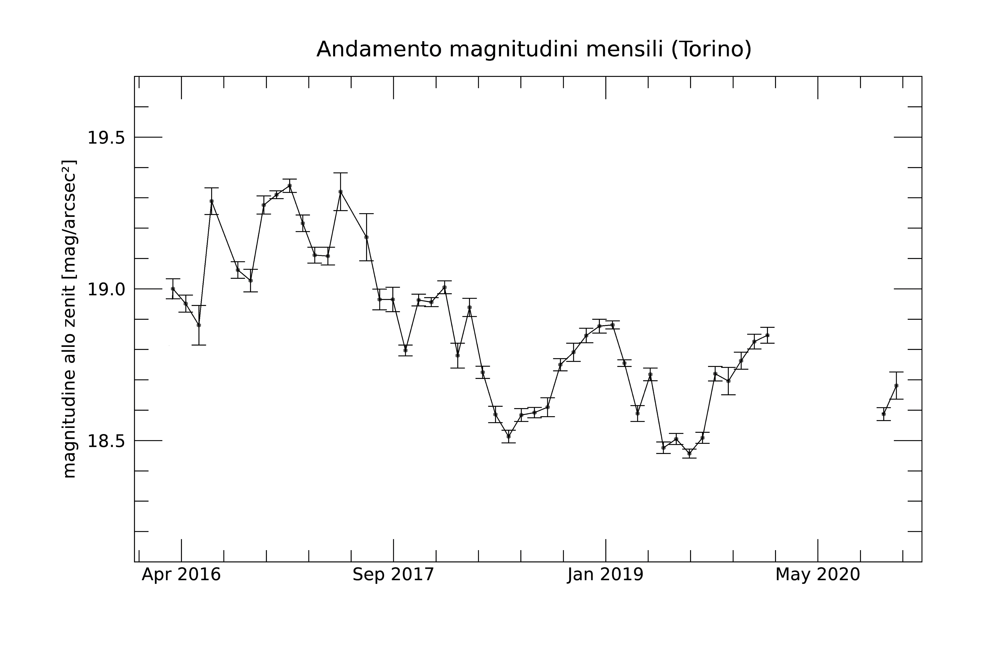 Andamento magnitudini mensili (Torino)
magnitudine allo zenit [mag/arcsec²]
19.5
19.0
18.5
Apr 2016
Sep 2017
Jan 2019
May 2020